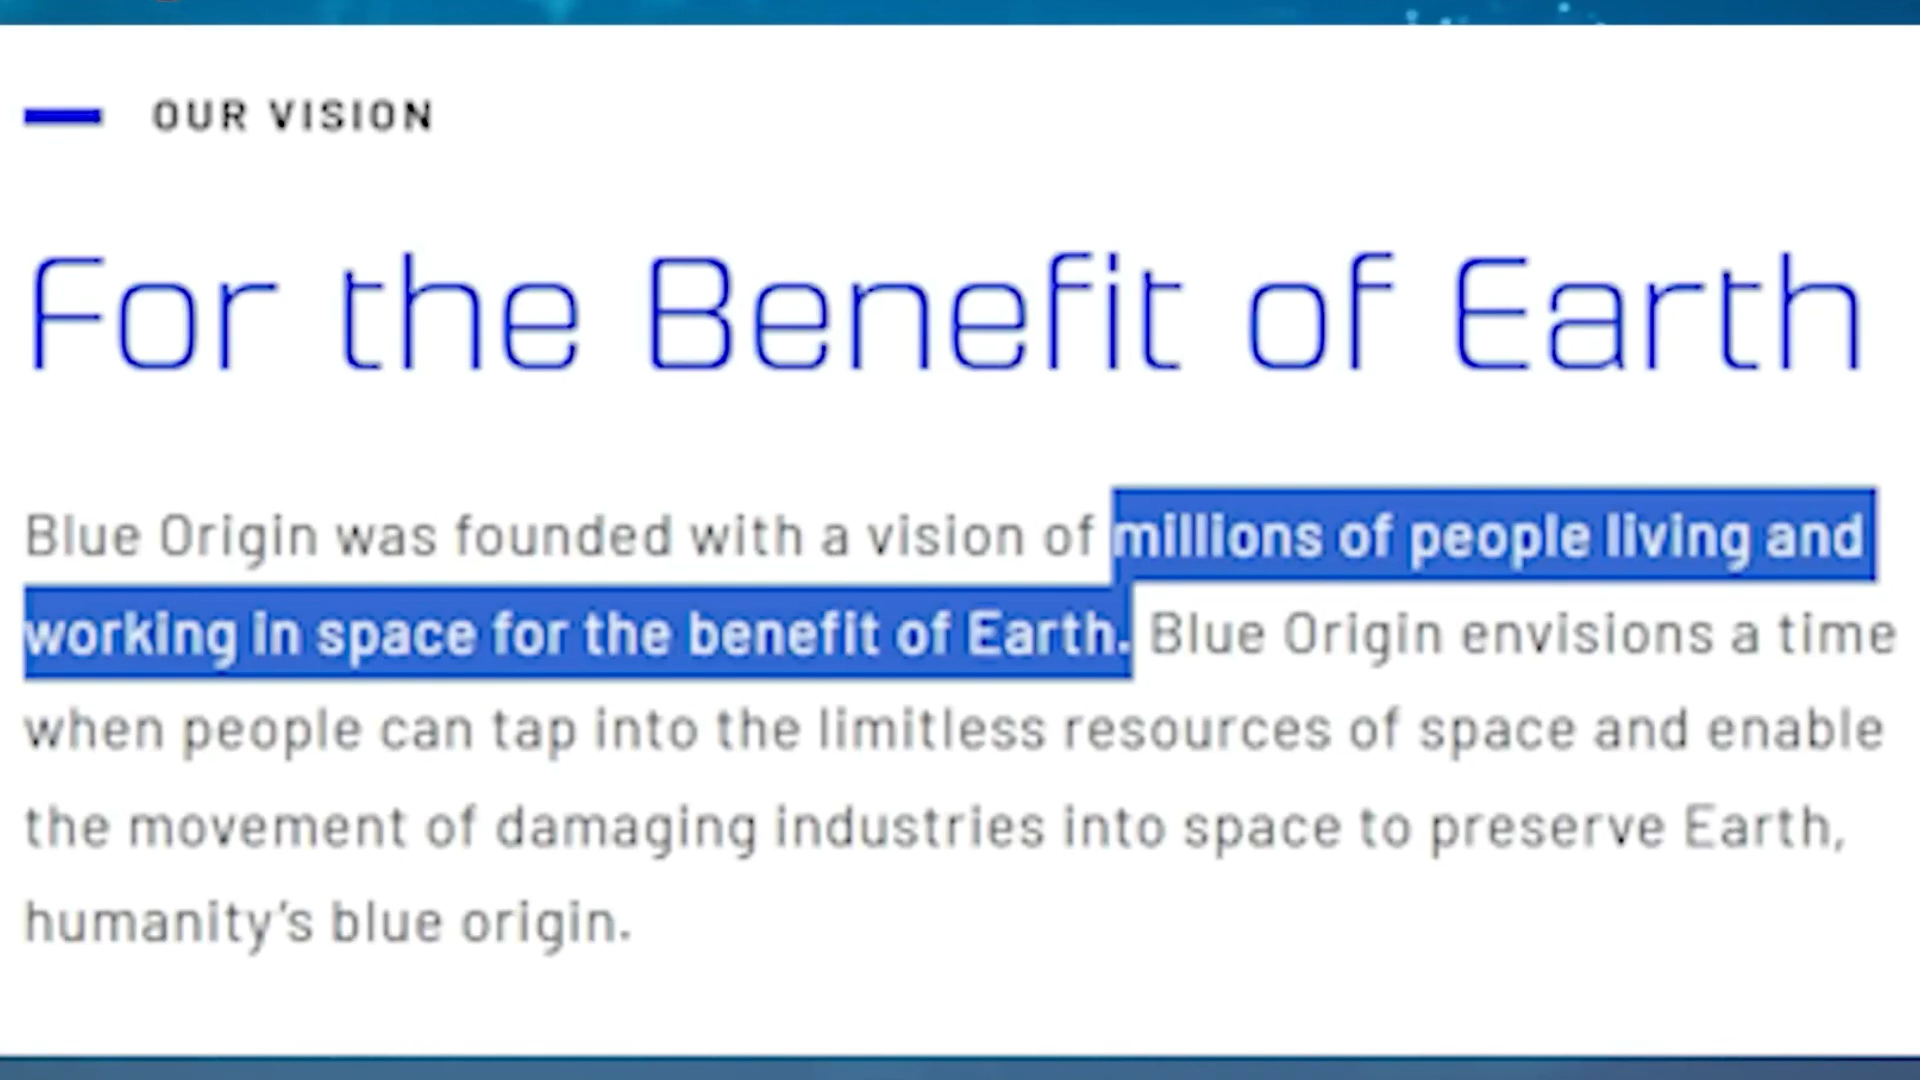 OUR VISION
For the Benefit of Earth
Blue Origin was founded with a vision of millions of people living and
working in space for the benefit of Earth. Blue Origin envisions a time
when people can tap into the limitless resources of space and enable
the movement of damaging industries into space to preserve Earth,
humanity’s blue origin.